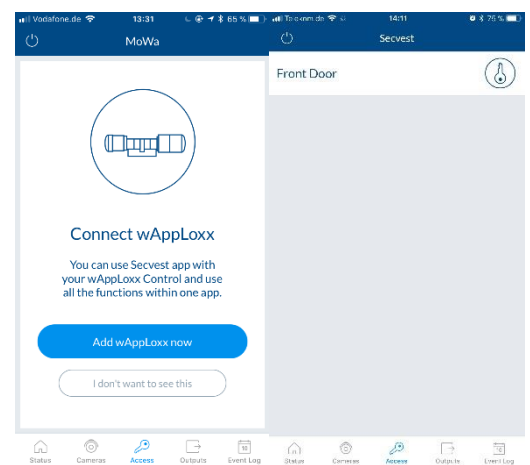 Vodafone.de 13:31 65 %
MoWa
Connect wAppLoxx
You can use Secvest app with
your wAppLoxx Control and use
all the functions within one app.
Add wAppLoxx now
I don't want to see this
Status Cameras Access Outputs Event Log
14:11
Secvest
Front Door
Status Cameras Access Outputs Event Log